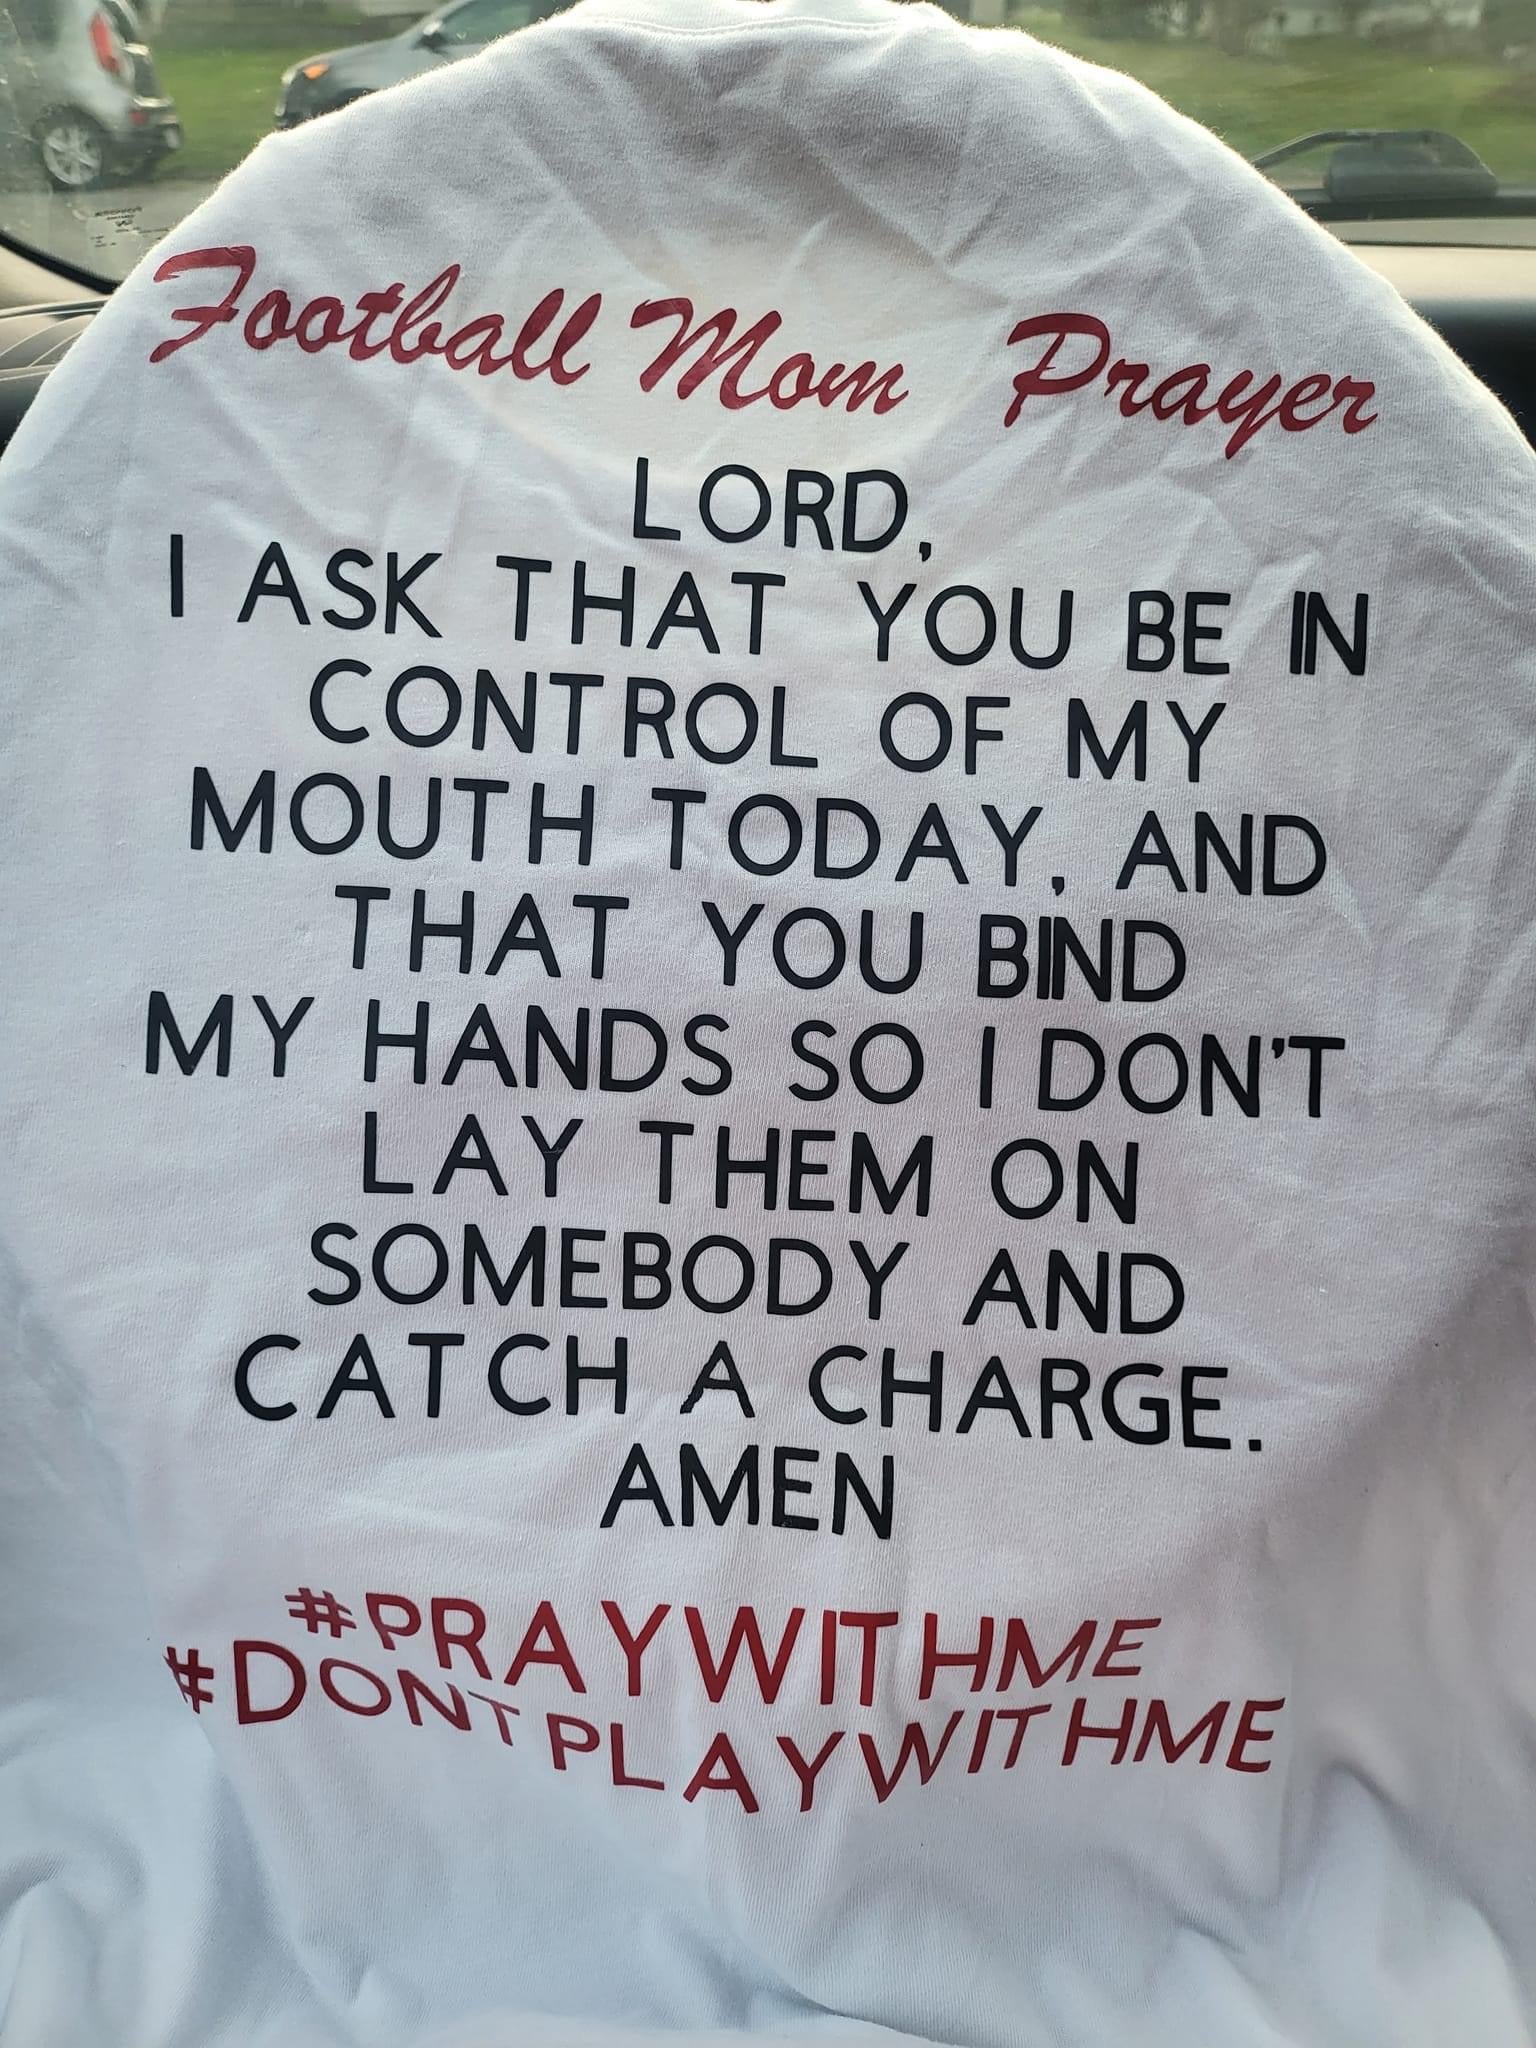 Football Mom Prayer
LORD,
I ASK THAT YOU BE IN
CONTROL OF MY
MOUTH TODAY, AND
THAT YOU BIND
MY HANDS SO I DON'T
LAY THEM ON
SOMEBODY AND
CATCH A CHARGE.
AMEN
#PRAYWITHME
#DONTPLAYWITHME